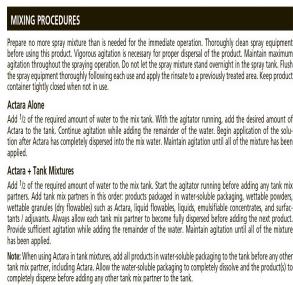 MIXING PROCEDURES
Prepare no more spray mixture than is needed for the immediate operation. Thoroughly clean spray equipment
before using this product. Vigorous agitation is necessary for proper dispersal of the product. Maintain maximum
agitation throughout the spraying operation. Do not let the spray mixture stand overnight in the spray tank. Flush
the spray equipment thoroughly following each use and apply the rinsate to a previously treated area. Keep product
container tightly closed when not in use.
Actara Alone
Add 1/2 of the required amount of water to the mix tank. With the agitator running, add the desired amount of
Actara to the tank. Continue agitation while adding the remainder of the water. Begin application of the solu-
tion after Actara has completely dispersed into the mix water. Maintain agitation until all of the mixture has been
applied.
Actara + Tank Mixtures
Add 1/2 of the required amount of water to the mix tank. Start the agitator running before adding any tank mix
partners. Add tank mix partners in this order: products packaged in water-soluble packaging, wettable powders,
wettable granules (dry flowables) such as Actara, liquid flowables, liquids, emulsifiable concentrates, and surfac-
tants / adjuvants. Always allow each tank mix partner to become fully dispersed before adding the next product.
Provide sufficient agitation while adding the remainder of water. Maintain agitation until all of the mixture
has been applied.
Note: When using Actara in tank mixtures, add all products in water-soluble packaging to the tank before any other
tank mix partner, including Actara. Allow the water-soluble packaging to completely dissolve and the product(s) to
completely disperse before adding any other tank mix partner to the tank.